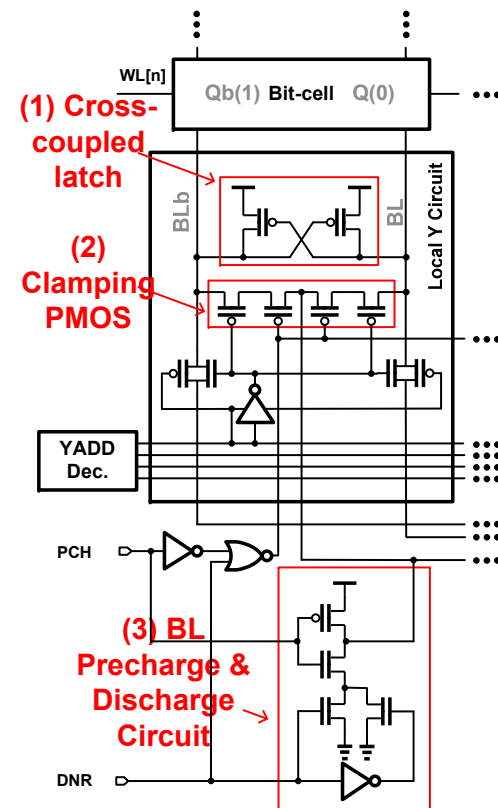 WL[n]
Qb(1) Bit-cell Q(0)
(1) Cross-
coupled
latch
BLb
BL
Local Y Circuit
(2)
Clamping
PMOS
YADD
Dec.
PCH
(3) BL
Precharge &
Discharge
Circuit
DNR